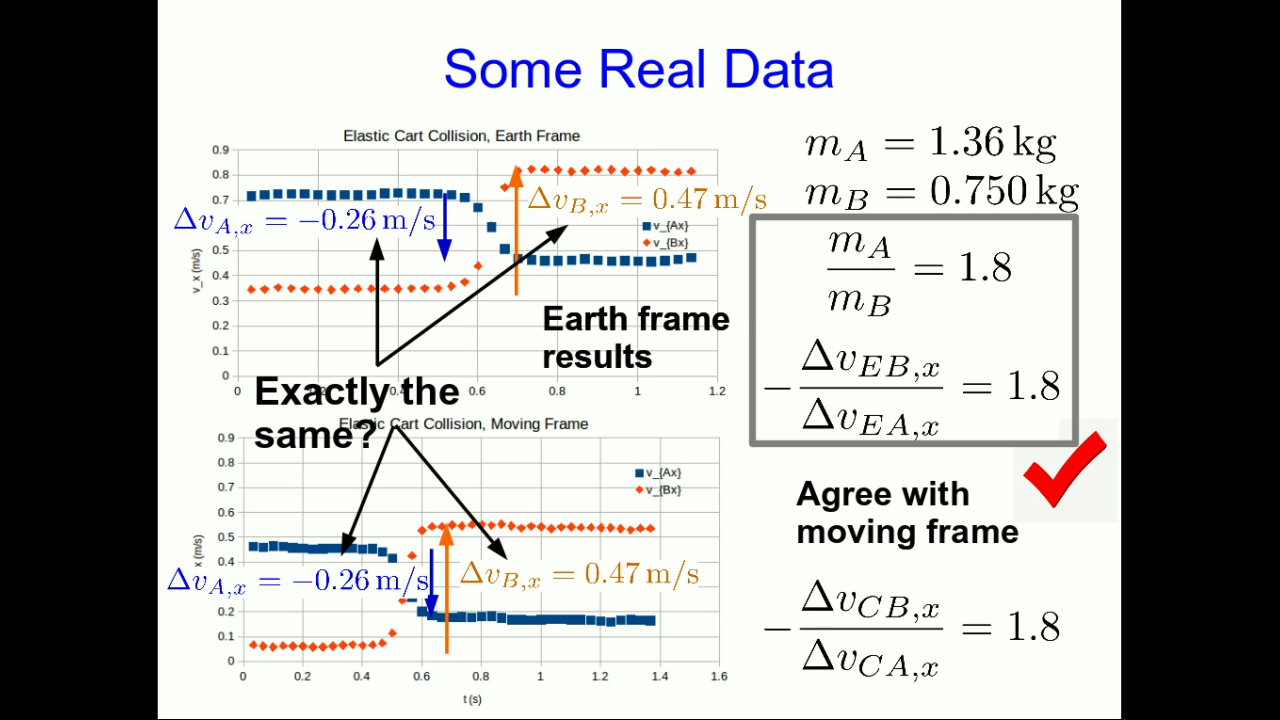 Some Real Data
Elastic Cart Collision, Earth Frame
0.9
0.8
0.7
0.5
0.4
0.3
0.2
0.1
0
v_x (m/s)
Δv_{A,x} = −0.26 m/s
Δv_{B,x} = 0.47 m/s
v_{Ax}
v_{Bx}
0 0.4 0.6 0.8 1 1.2
Earth frame
results
Exactly the
same?
Elastic Cart Collision, Moving Frame
0.9
0.8
0.7
0.6
0.5
0.4
0.2
0.1
0
x (m/s)
v_{Ax}
v_{Bx}
Δv_{A,x} = −0.26 m/s
Δv_{B,x} = 0.47 m/s
0 0.2 0.4 0.6 0.8 1 1.2 1.4 1.6
t (s)
m_A = 1.36 kg
m_B = 0.750 kg
m_A / m_B = 1.8
− Δv_{EB,x} / Δv_{EA,x} = 1.8
Agree with
moving frame
− Δv_{CB,x} / Δv_{CA,x} = 1.8